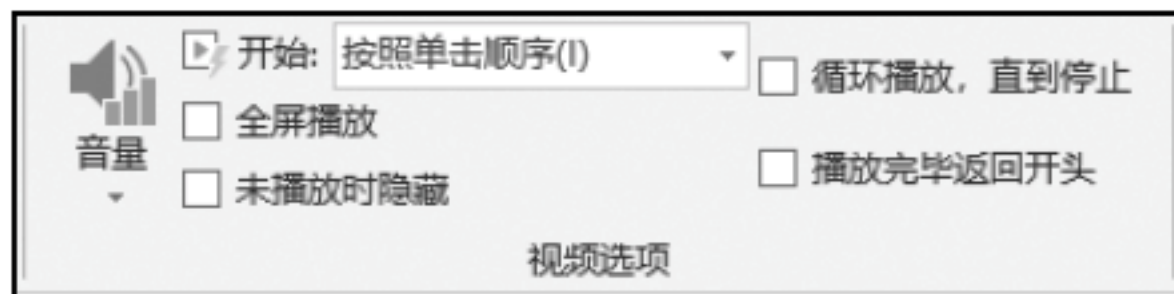 音量
开始: 按照单击顺序(I)
全屏播放
未播放时隐藏
循环播放，直到停止
播放完毕返回开头
视频选项